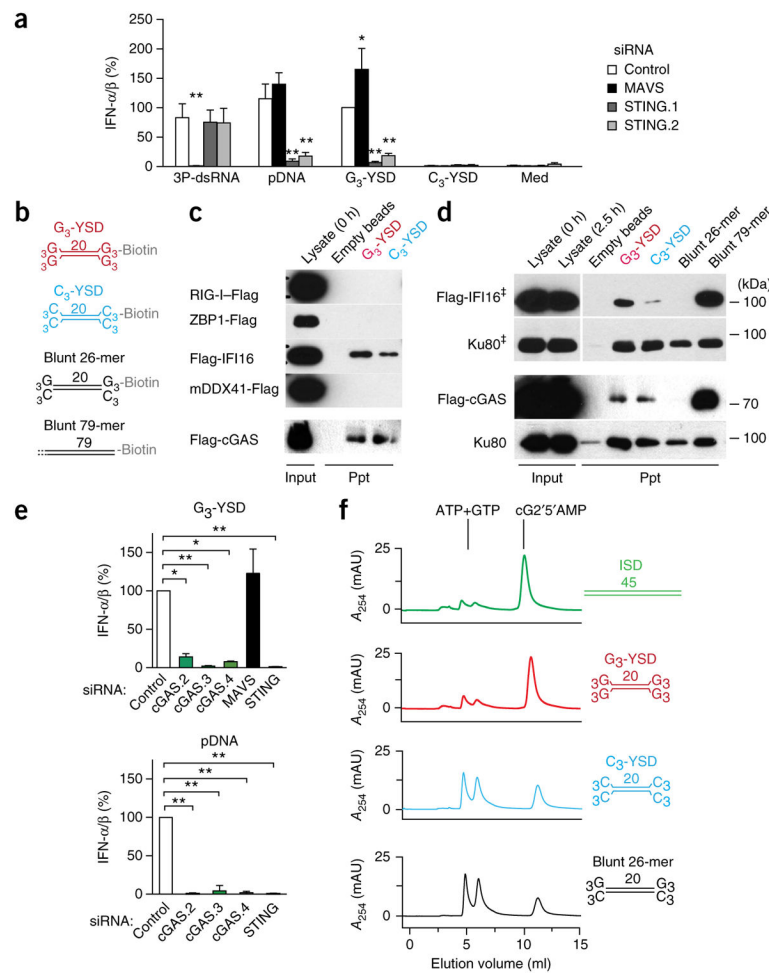 a
IFN-α/β (%)
250
200
150
100
50
0
**
*
**
**
**
**
3P-dsRNA
pDNA
G3-YSD
C3-YSD
Med
siRNA
Control
MAVS
STING.1
STING.2
b
G3-YSD
3G 20 G3
3G G3
-Biotin
C3-YSD
3C 20 C3
3C C3
-Biotin
Blunt 26-mer
3G 20 G3
3C C3
-Biotin
Blunt 79-mer
79
-Biotin
c
Lysate (0 h)
Empty beads
G3-YSD
C3-YSD
RIG-I–Flag
ZBP1-Flag
Flag-IFI16
mDDX41-Flag
Flag-cGAS
Input
Ppt
d
Lysate (0 h)
Lysate (2.5 h)
Empty beads
G3-YSD
C3-YSD
Blunt 26-mer
Blunt 79-mer
(kDa)
Flag-IFI16‡
100
Ku80‡
100
Flag-cGAS
70
Ku80
100
Input
Ppt
e
G3-YSD
IFN-α/β (%)
150
100
50
0
**
*
**
*
siRNA:
Control
cGAS.2
cGAS.3
cGAS.4
MAVS
STING
pDNA
IFN-α/β (%)
150
100
50
0
**
**
**
**
siRNA:
Control
cGAS.2
cGAS.3
cGAS.4
STING
f
ATP+GTP
cG2′5′AMP
A254 (mAU)
25
0
ISD
45
A254 (mAU)
25
0
G3-YSD
3G 20 G3
3G G3
A254 (mAU)
25
0
C3-YSD
3C 20 C3
3C C3
A254 (mAU)
25
0
Blunt 26-mer
3G 20 G3
3C C3
0
5
10
15
Elution volume (ml)